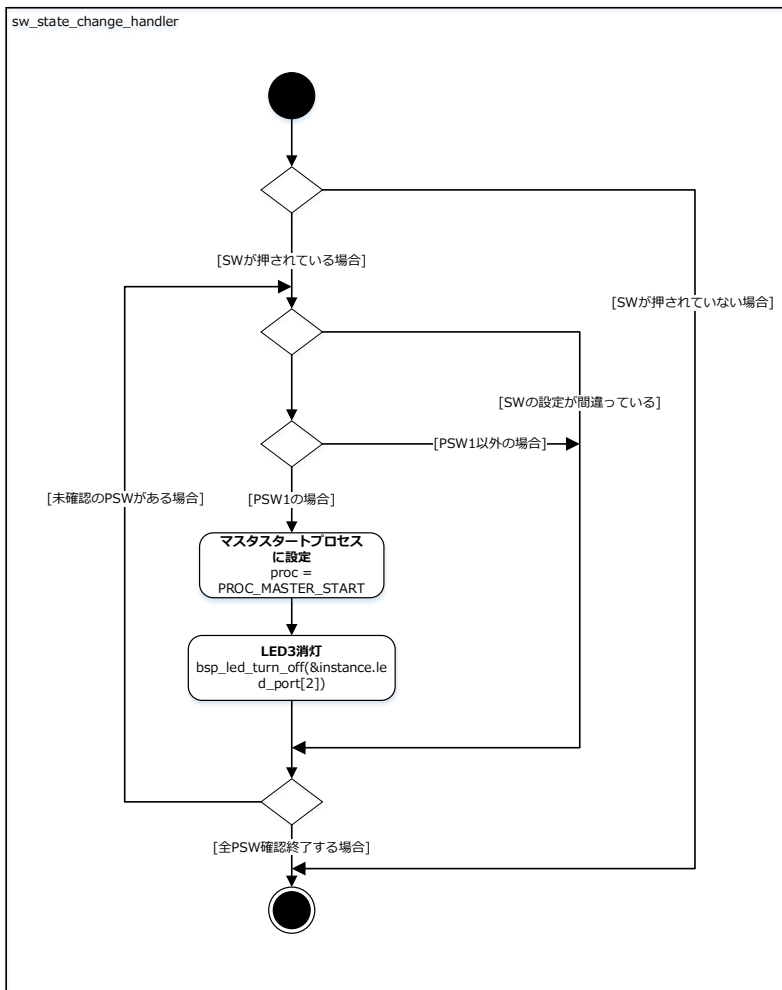 sw_state_change_handler
[SWが押されている場合]
[SWが押されていない場合]
[SWの設定が間違っている]
[PSW1以外の場合]
[未確認のPSWがある場合]
[PSW1の場合]
マスタスタートプロセス
に設定
proc =
PROC_MASTER_START
LED3消灯
bsp_led_turn_off(&instance.le
d_port[2])
[全PSW確認終了する場合]